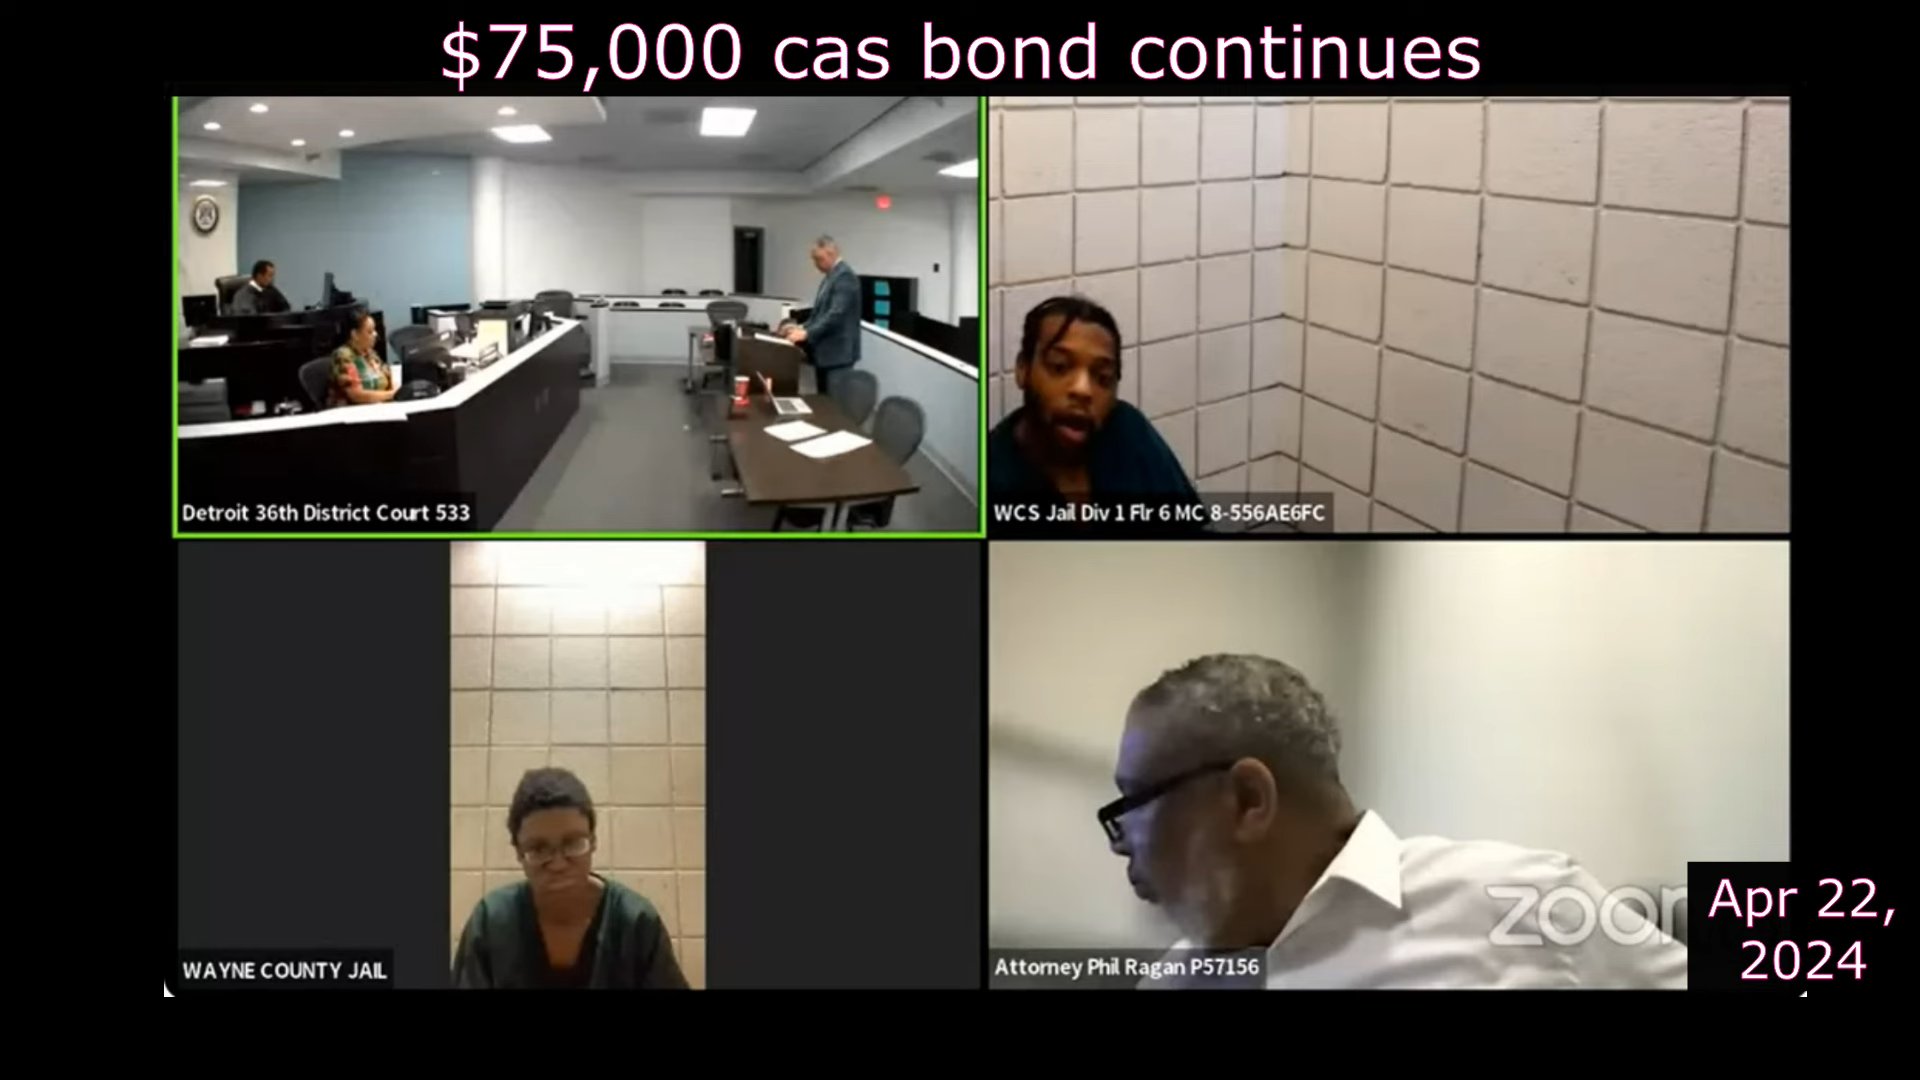 $75,000 cas bond continues
Detroit 36th District Court 533
WCS Jail Div 1 Flr 6 MC 8-556AE6FC
WAYNE COUNTY JAIL
Attorney Phil Ragan P57156
zoom
Apr 22,
2024